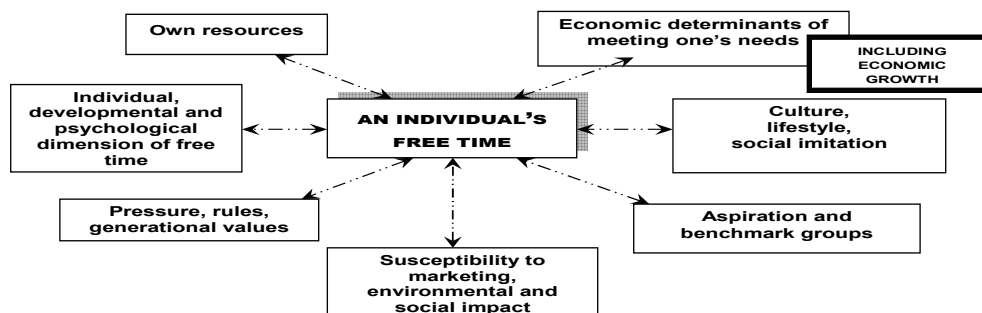 Own resources
Economic determinants of
meeting one's needs
INCLUDING
ECONOMIC
GROWTH
Individual,
developmental and
psychological
dimension of free
time
AN INDIVIDUAL'S
FREE TIME
Culture,
lifestyle,
social imitation
Pressure, rules,
generational values
Aspiration and
benchmark groups
Susceptibility to
marketing,
environmental and
social impact